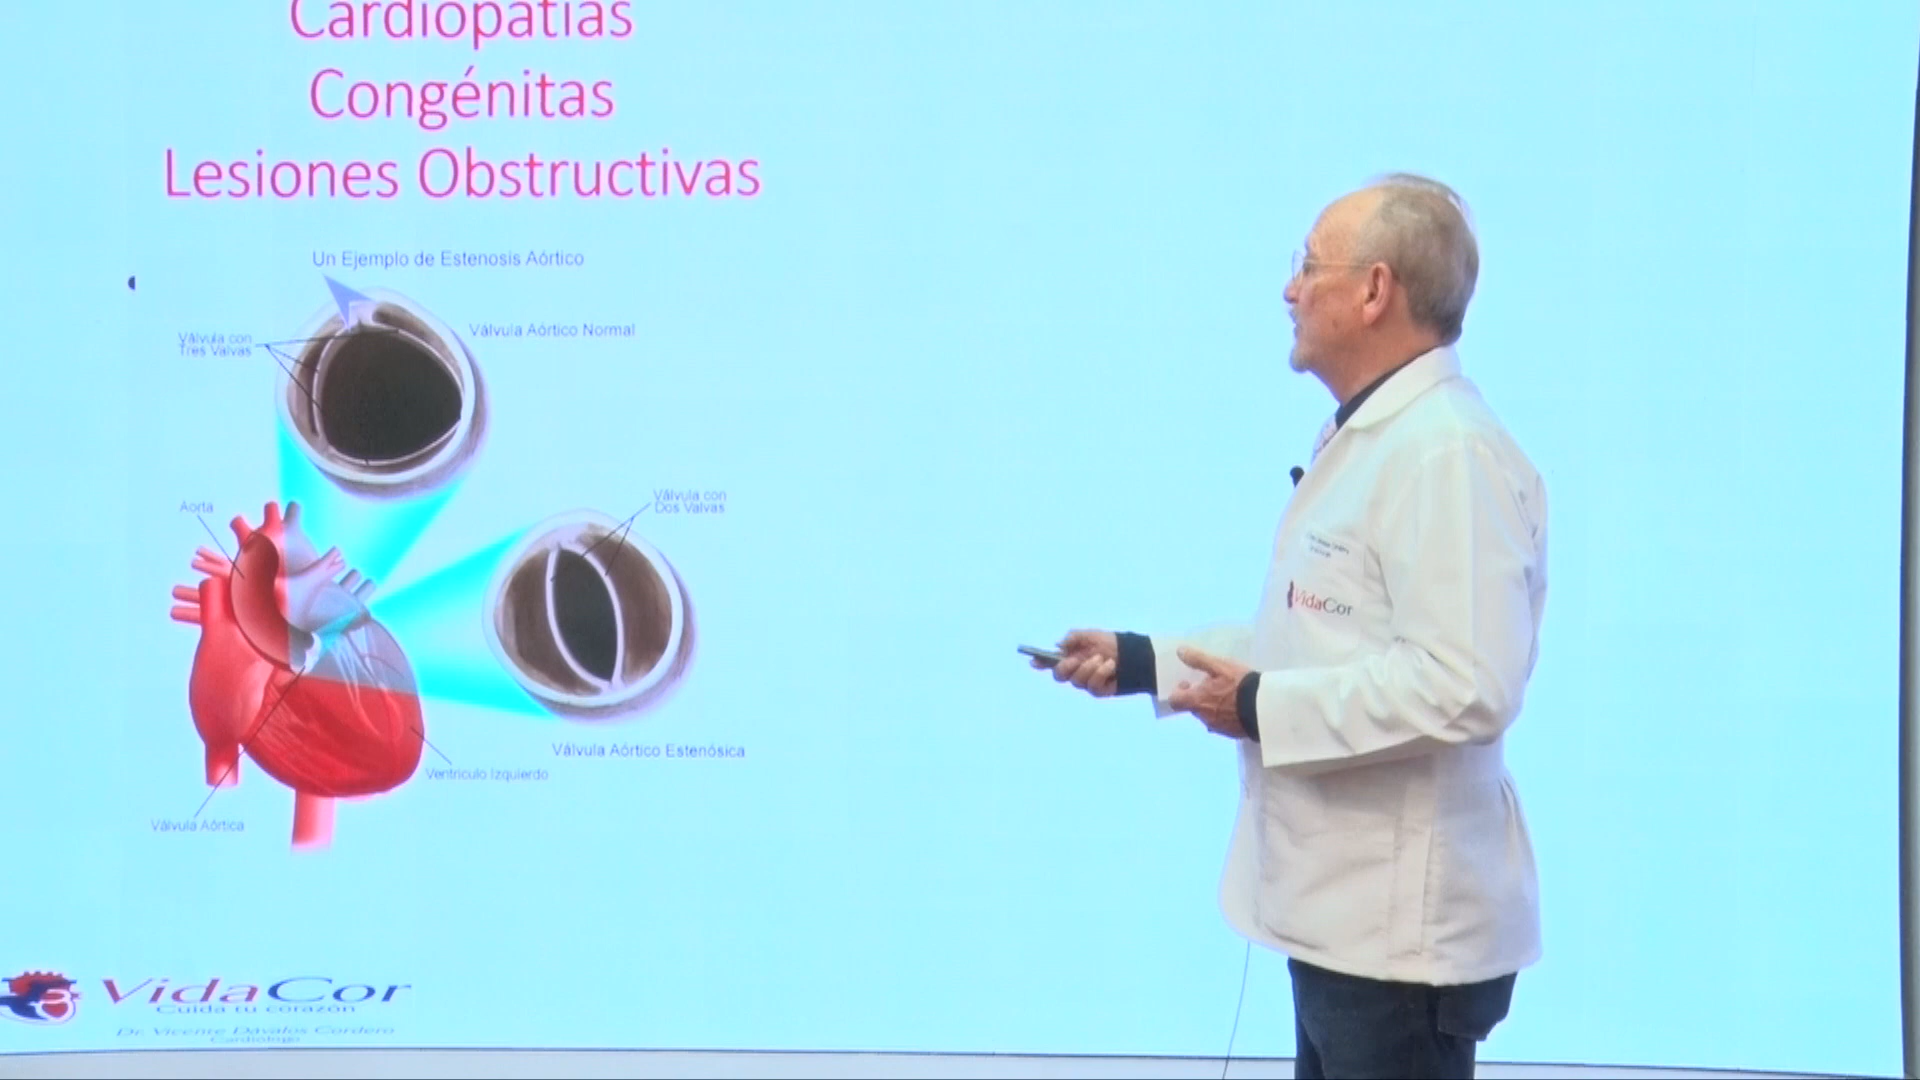 Cardiopatías
Congénitas
Lesiones Obstructivas
Un Ejemplo de Estenosis Aórtico
Válvula Aórtico Normal
Válvula con
Tres Valvas
Aorta
Válvula con
Dos Valvas
Válvula Aórtico Estenósica
Ventrículo Izquierdo
Válvula Aórtica
VidaCor
VidaCor
Cuida tu corazón
Dr. Vicente Dávalos Cordero
Cardiólogo